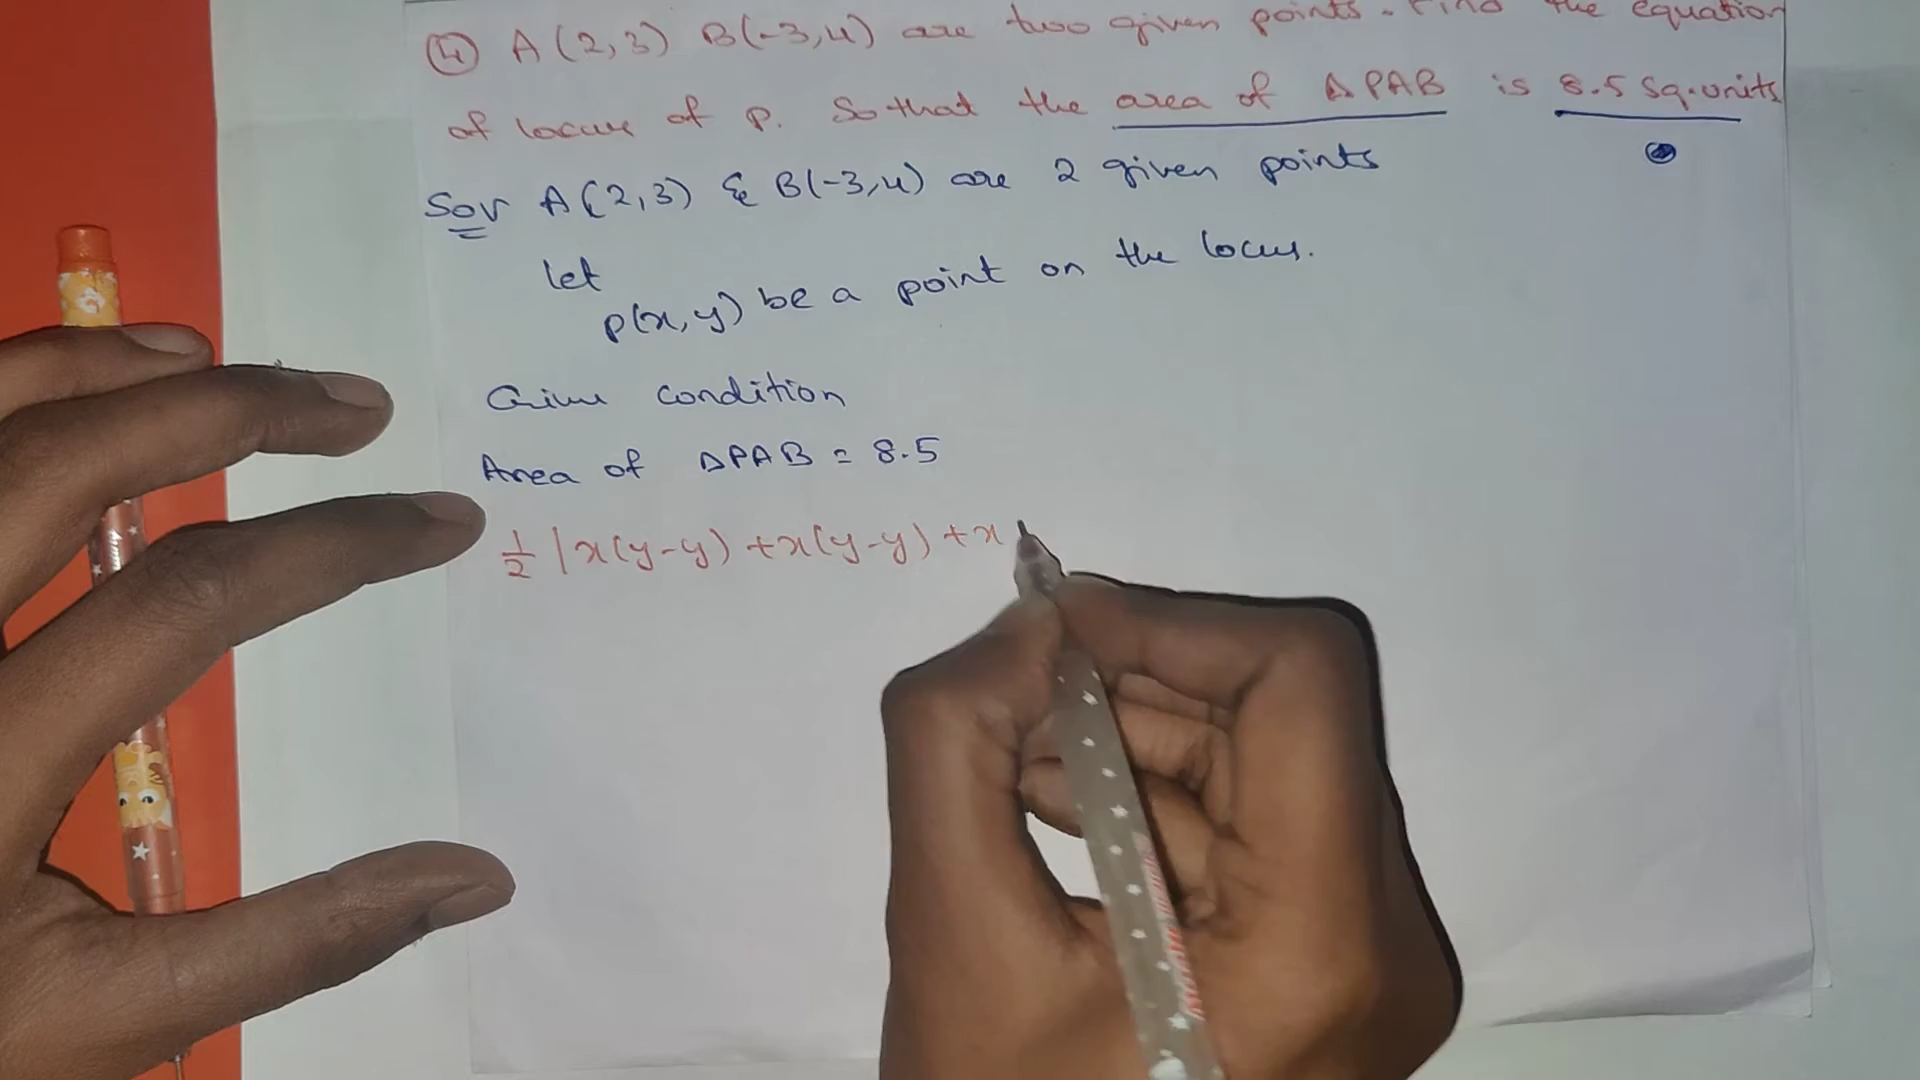 ④ A(2,3) B(-3,4) are two given points. Find the equation
of locus of P. So that the area of ΔPAB is 8.5 Sq.units
Sol A(2,3) & B(-3,4) are 2 given points
let
P(x,y) be a point on the locus.
Given condition
Area of ΔPAB = 8.5
1/2 |x(y-y) +x(y-y) +x